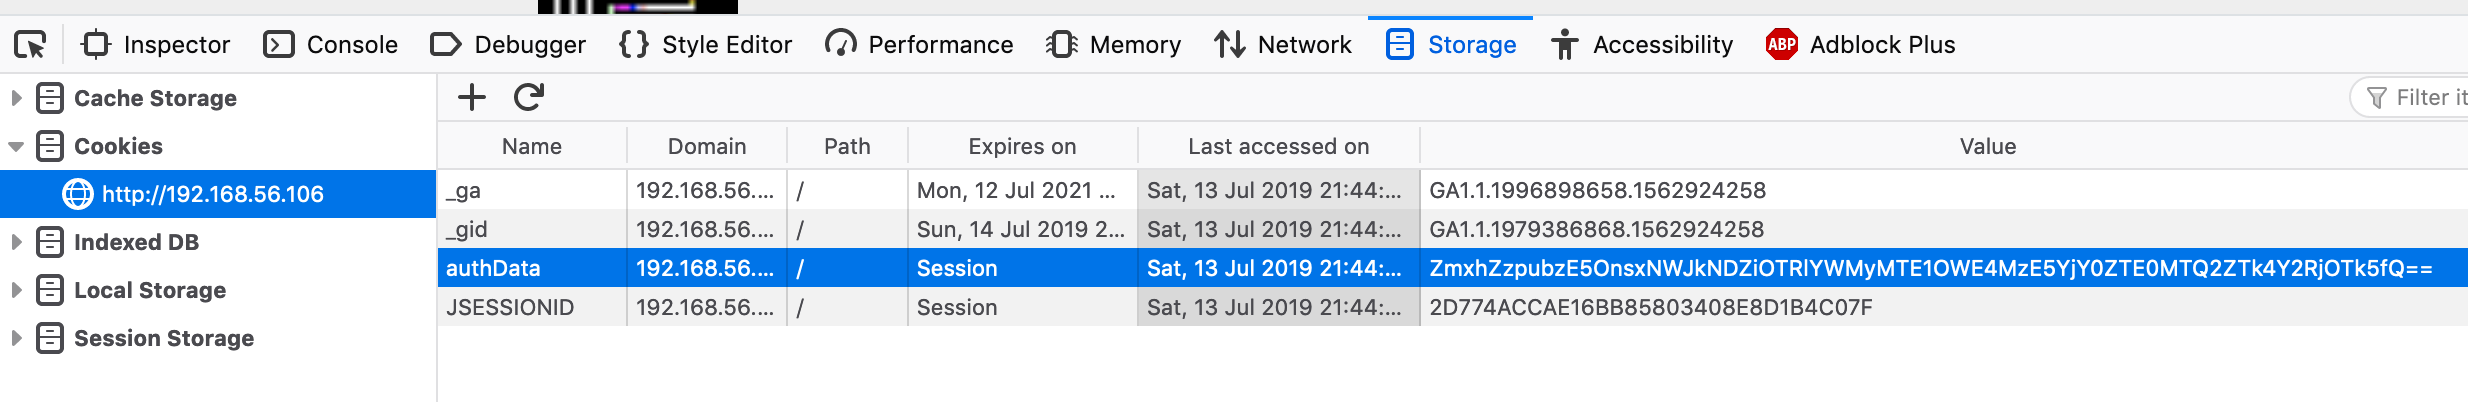 Inspector Console Debugger Style Editor Performance Memory Network Storage Accessibility ABP Adblock Plus
Cache Storage
Cookies
http://192.168.56.106
Indexed DB
Local Storage
Session Storage
Filter it
Name Domain Path Expires on Last accessed on Value
_ga 192.168.56.... / Mon, 12 Jul 2021 ... Sat, 13 Jul 2019 21:44:... GA1.1.1996898658.1562924258
_gid 192.168.56.... / Sun, 14 Jul 2019 2... Sat, 13 Jul 2019 21:44:... GA1.1.1979386868.1562924258
authData 192.168.56.... / Session Sat, 13 Jul 2019 21:44:... ZmxhZzpubzE5OnsxNWJkNDZiOTRlYWMyMTE1OWE4MzE5YjY0ZTE0MTQ2ZTk4Y2RjOTk5fQ==
JSESSIONID 192.168.56.... / Session Sat, 13 Jul 2019 21:44:... 2D774ACCAE16BB85803408E8D1B4C07F